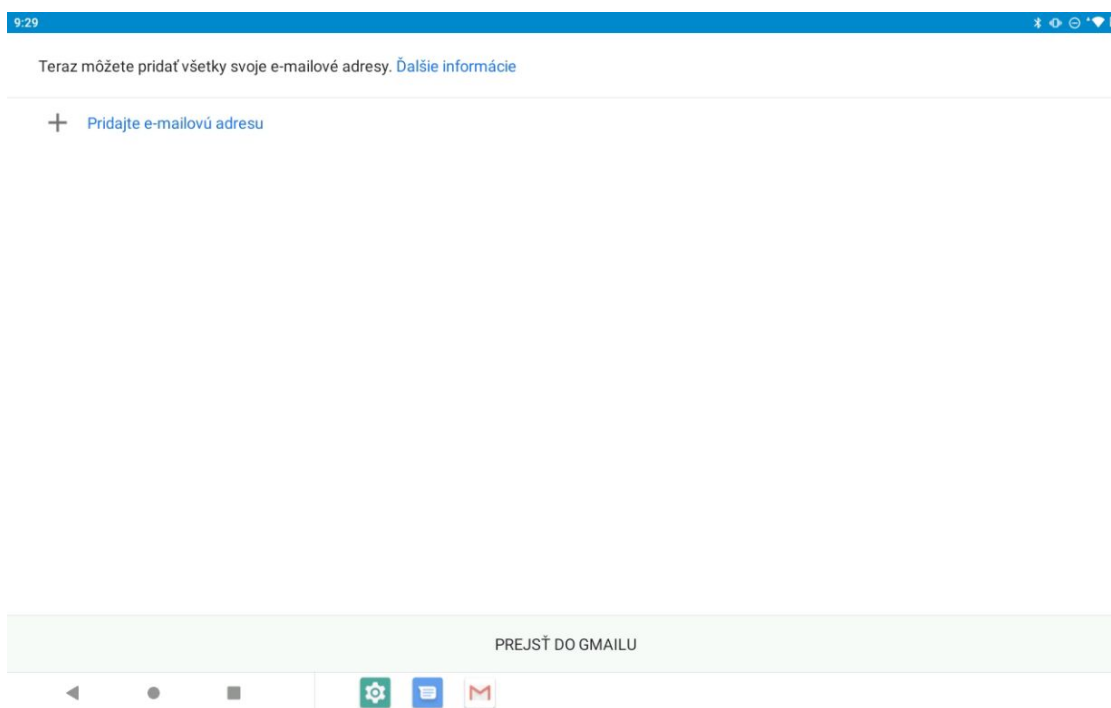 9:29
Teraz môžete pridať všetky svoje e-mailové adresy. Ďalšie informácie
Pridajte e-mailovú adresu
PREJSŤ DO GMAILU